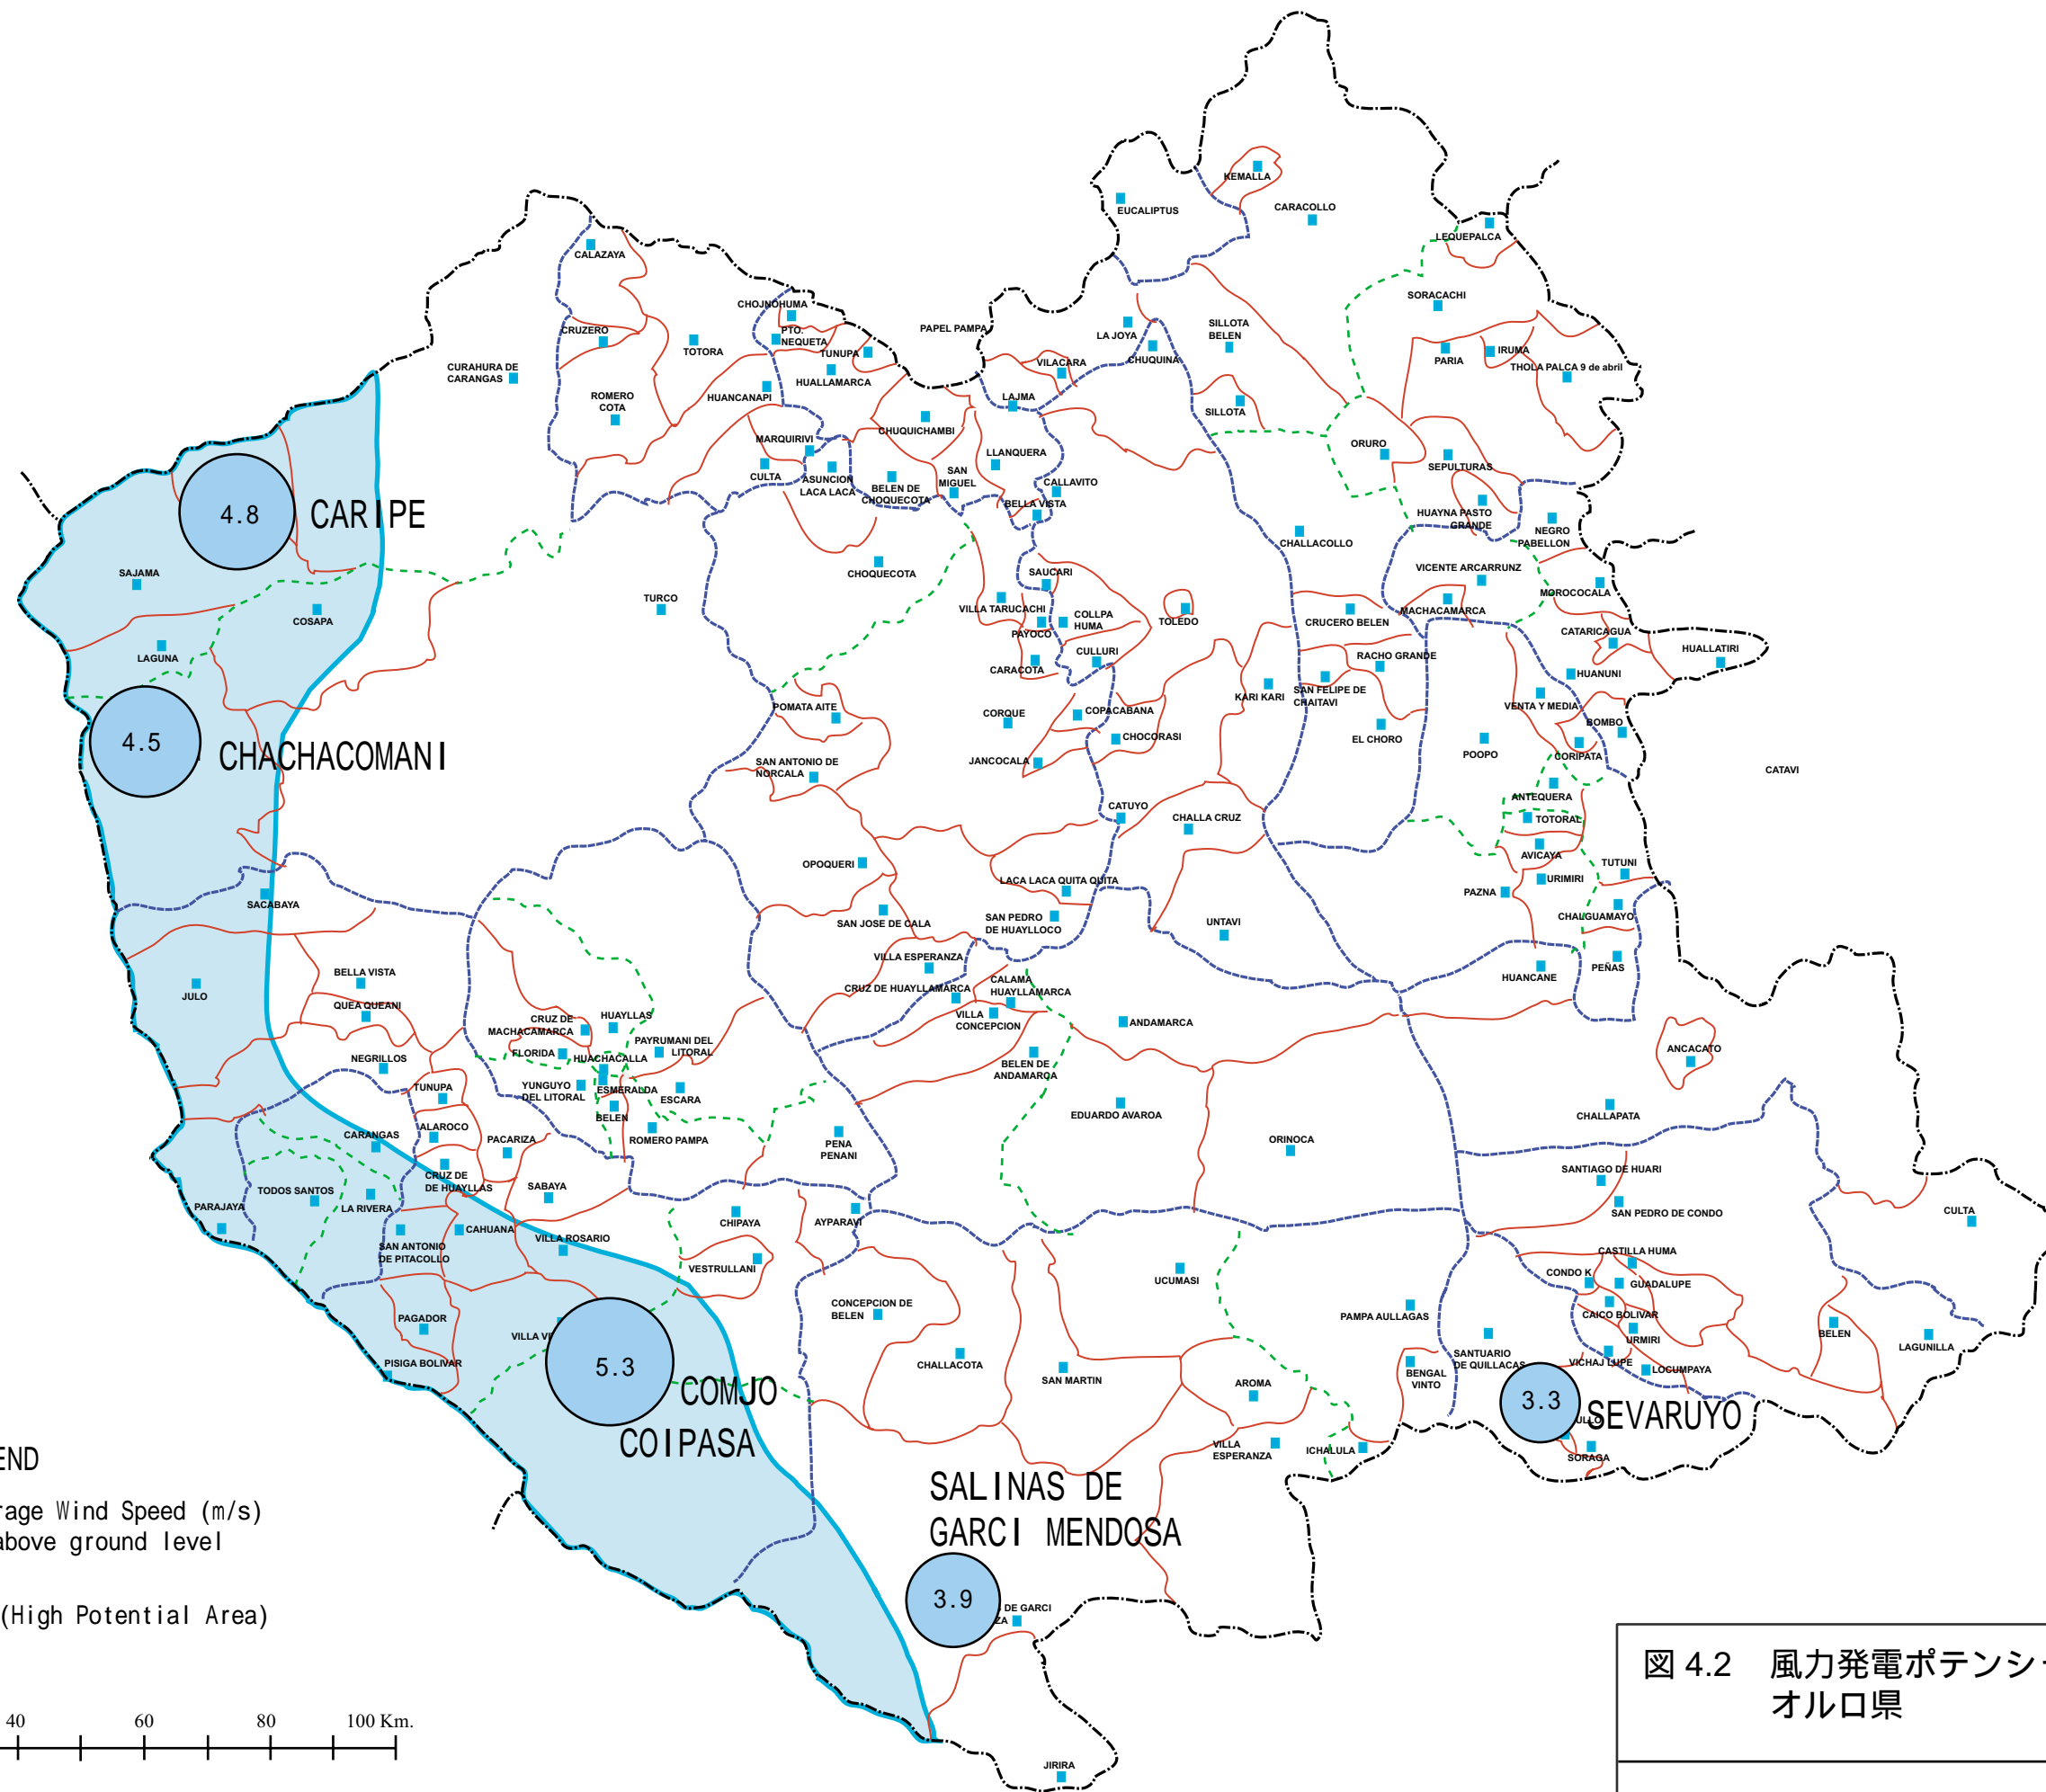 KEMALLA
EUCALIPTUS
CARACOLLO
LEQUEPALCA
CALAZAYA
SORACACHI
CHOJNOHUMA
CRUZERO
PTO.
NEQUETA
TOTORA
TUNUPA
PAPEL PAMPA
LA JOYA
SILLOTA
BELEN
CHUQUINA
PARIA
IRUMA
THOLA PALCA 9 de abril
CURAHURA DE
CARANGAS
HUALLAMARCA
VILACARA
ROMERO
COTA
HUANCANAPI
LAJMA
SILLOTA
CHUQUICHAMBI
MARQUIRIVI
ORURO
SEPULTURAS
CULTA
ASUNCION
LACA LACA
BELEN DE
CHOQUECOTA
SAN
MIGUEL
LLANQUERA
CALLAVITO
BELLA VISTA
HUAYNA PASTO
GRANDE
NEGRO
PABELLON
4.8
CARIPE
CHALLACOLLO
SAJAMA
CHOQUECOTA
SAUCARI
VICENTE ARCARRUNZ
MOROCOCALA
COSAPA
TURCO
VILLA TARUCACHI
COLLPA
HUMA
PAYOCO
TOLEDO
CRUCERO BELEN
MACHACAMARCA
CATARICAGUA
HUALLATIRI
LAGUNA
CARACOTA
CULLURI
RACHO GRANDE
HUANUNI
KARI KARI
SAN FELIPE DE
CHAITAVI
VENTA Y MEDIA
POMATA AITE
CORQUE
COPACABANA
CHOCORASI
EL CHORO
BOMBO
POOPO
CORIPATA
4.5
CHACHACOMANI
SAN ANTONIO DE
NORCALA
JANCOCALA
CATAVI
ANTEQUERA
CATUYO
CHALLA CRUZ
TOTORAL
AVICAYA
OPOQUERI
TUTUNI
LACA LACA QUITA QUITA
URIMIRI
PAZNA
SACABAYA
SAN JOSE DE CALA
SAN PEDRO
DE HUAYLLOCO
UNTAVI
CHALGUAMAYO
VILLA ESPERANZA
HUANCANE
PEÑAS
BELLA VISTA
JULO
CRUZ DE HUAYLLAMARCA
CALAMA
HUAYLLAMARCA
QUEA QUEANI
VILLA
CONCEPCION
ANDAMARCA
CRUZ DE
MACHACAMARCA
HUAYLLAS
PAYRUMANI DEL
LITORAL
FLORIDA
HUACHACALLA
BELEN DE
ANDAMARCA
ANCACATO
NEGRILLOS
TUNUPA
YUNGUYO
DEL LITORAL
ESMERALDA
ESCARA
BELEN
EDUARDO AVAROA
CHALLAPATA
ALAROCO
CARANGAS
PACARIZA
ROMERO PAMPA
PENA
PENANI
ORINOCA
CRUZ DE
DE HUAYLLAS
SABAYA
SANTIAGO DE HUARI
TODOS SANTOS
PARAJAYA
LA RIVERA
CHIPAYA
AYPARAVI
SAN PEDRO DE CONDO
CULTA
CAHUANA
SAN ANTONIO
DE PITACOLLO
VILLA ROSARIO
VESTRULLANI
UCUMASI
CASTILLA HUMA
CONDO K
GUADALUPE
CONCEPCION DE
BELEN
PAMPA AULLAGAS
CAICO BOLIVAR
PAGADOR
BELEN
URMIRI
LAGUNILLA
PISIGA BOLIVAR
5.3
CHALLACOTA
SAN MARTIN
BENGAL
VINTO
SANTUARIO
DE QUILLACAS
VICHAJ LUPE
LOCUMPAYA
COMJO
COIPASA
AROMA
3.3
SEVARUYO
VILLA
ESPERANZA
ICHALULA
SORAGA
SALINAS DE
GARCI MENDOSA
3.9
DE GARCI
Wind Speed (m/s)
above ground level
(High Potential Area)
40 60 80 100 Km.
図 4.2 風力発電ポテンシ
オルロ県
JIRIRA